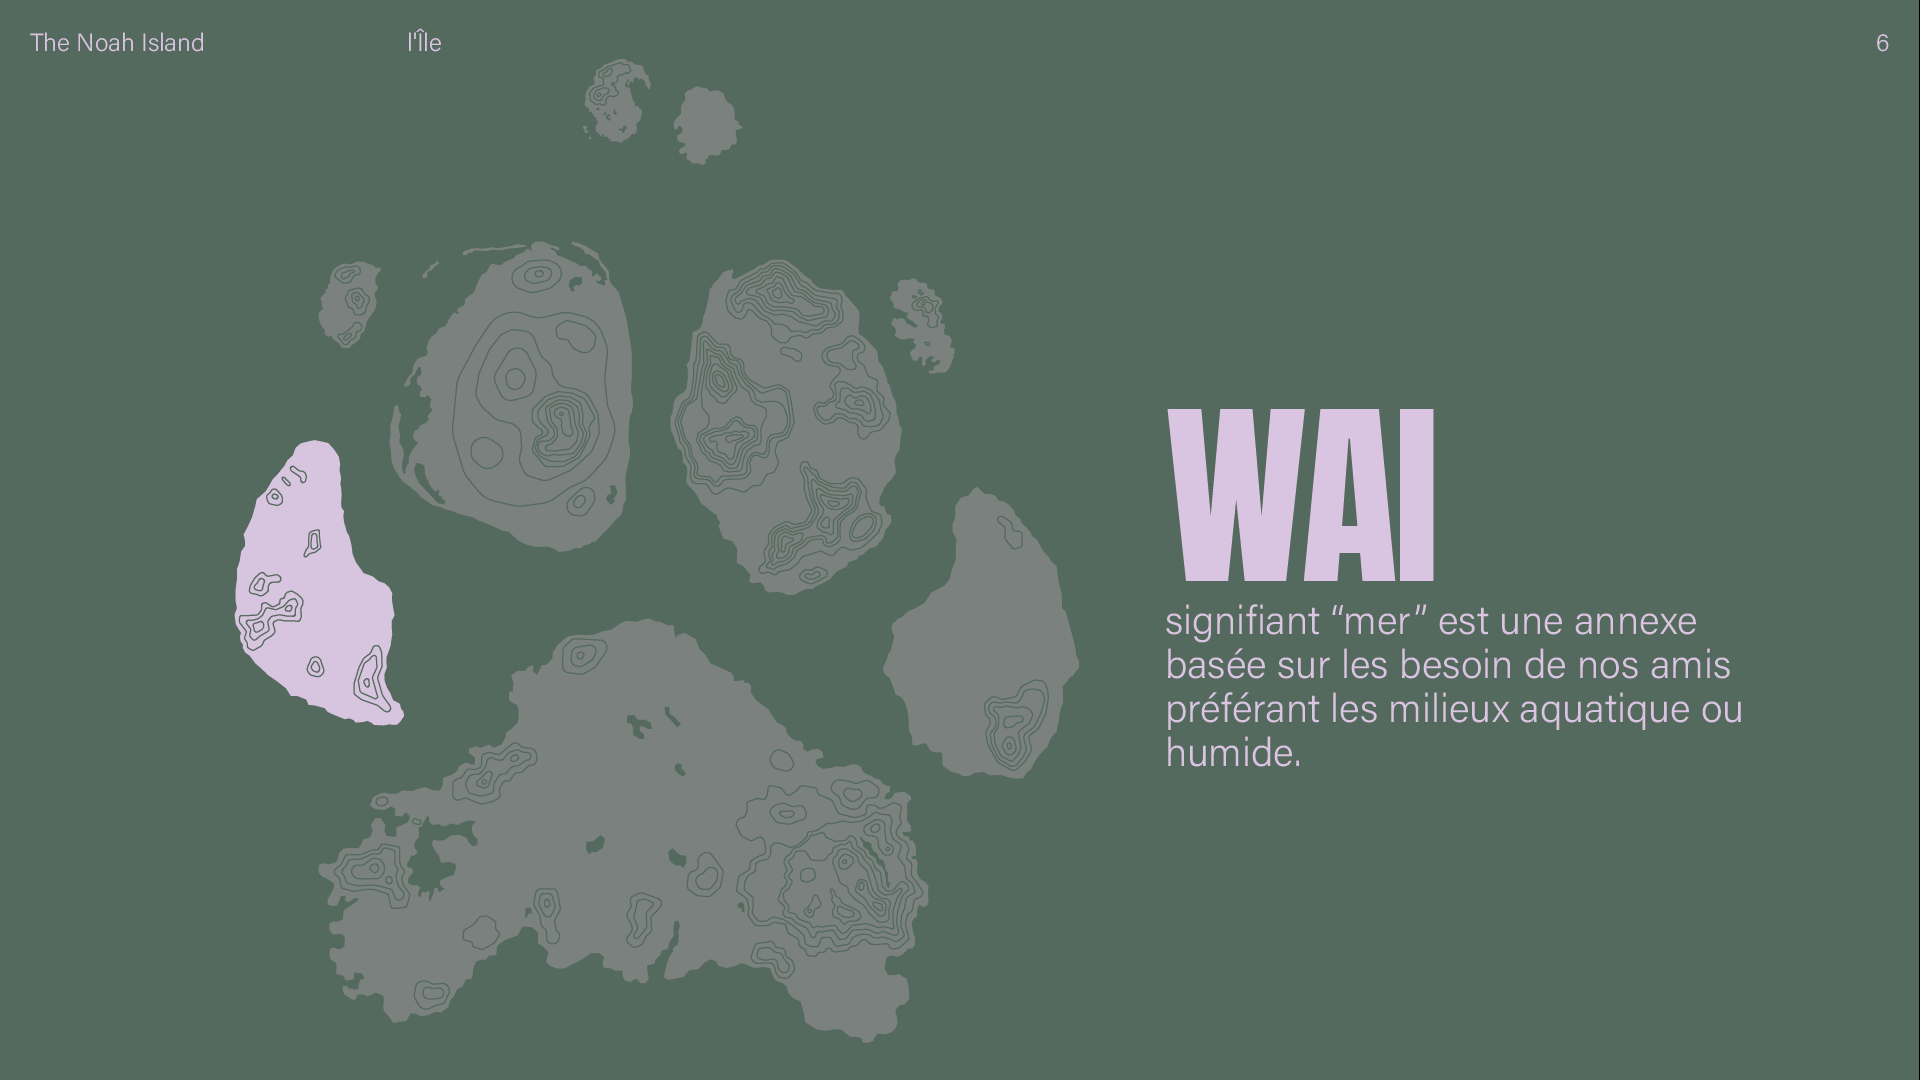 The Noah Island
l'Île
6
WAI
signifiant “mer” est une annexe
basée sur les besoin de nos amis
préférant les milieux aquatique ou
humide.